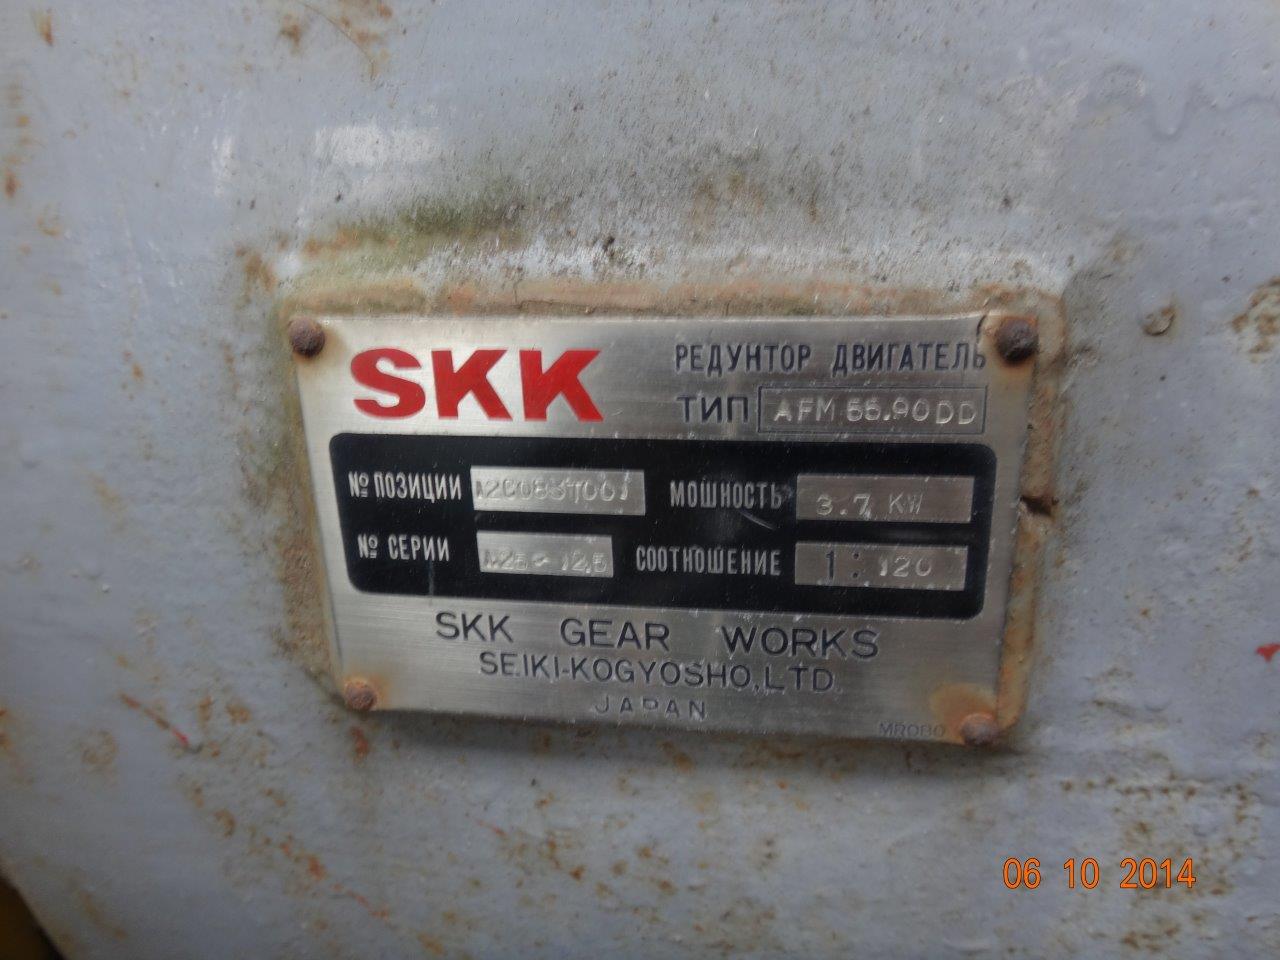 SKK
РЕДУНТОР ДВИГАТЕЛЬ
ТИП AFM 55.90DD
№ ПОЗИЦИИ
МОШНОСТЬ 3.7 KW
№ СЕРИИ
СООТНОШЕНИЕ 1: 120
SKK GEAR WORKS
SEIKI-KOGYOSHO,LTD.
JAPAN
MROBO
06 10 2014